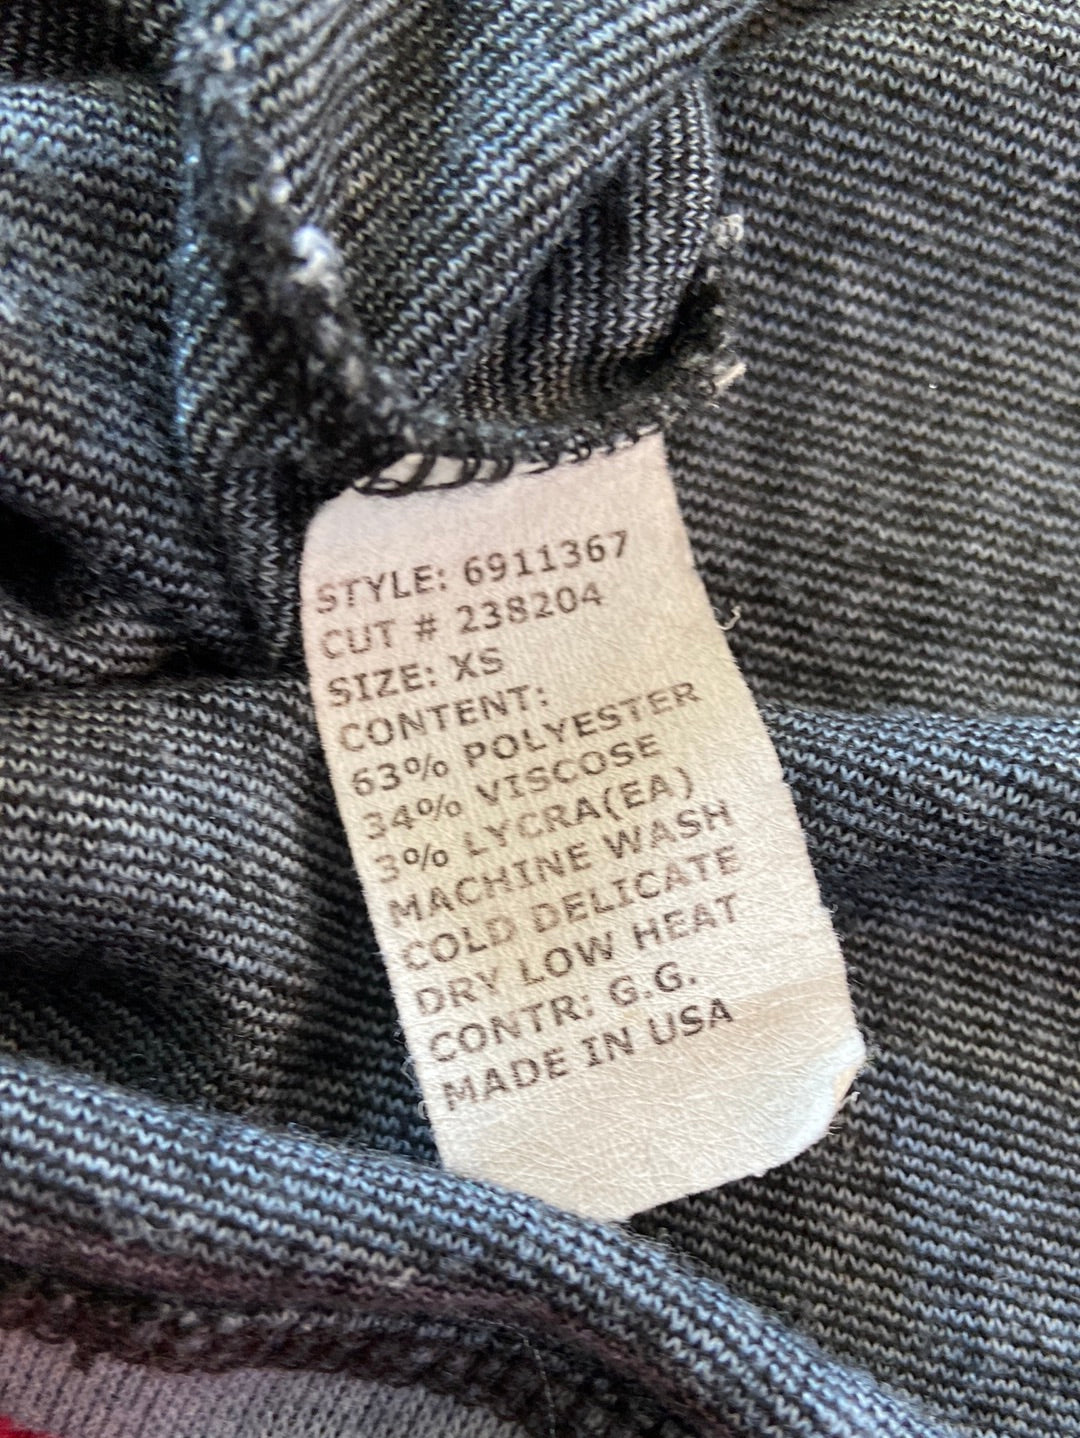 STYLE: 6911367
CUT # 238204
SIZE: XS
CONTENT:
63% POLYESTER
34% VISCOSE
3% LYCRA(EA)
MACHINE WASH
COLD DELICATE
DRY LOW HEAT
CONTR: G.G.
MADE IN USA